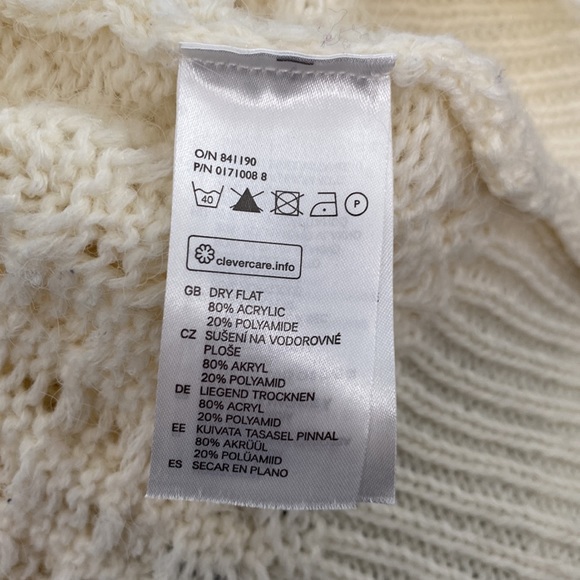 O/N 841190
P/N 0171008 8
40 P
clevercare.info
GB DRY FLAT
80% ACRYLIC
20% POLYAMIDE
CZ SUŠENÍ NA VODOROVNÉ
PLOŠE
80% AKRYL
20% POLYAMID
DE LIEGEND TROCKNEN
80% ACRYL
20% POLYAMID
EE KUIVATA TASASEL PINNAL
80% AKRÜÜL
20% POLÜAMIID
ES SECAR EN PLANO